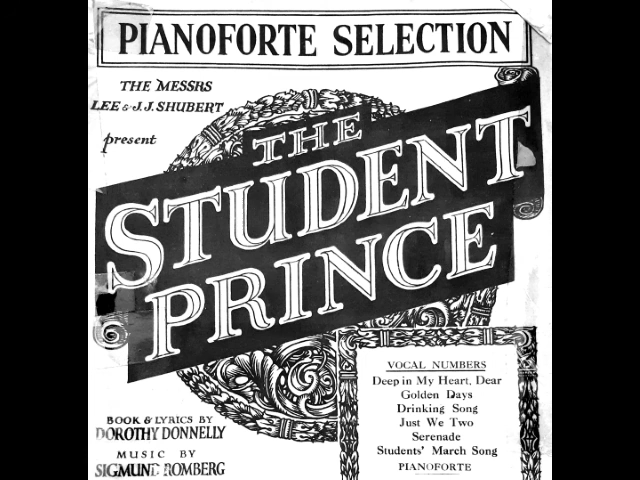 PIANOFORTE SELECTION
THE MESSRS
LEE & J.J. SHUBERT
present
THE
STUDENT
PRINCE
BOOK & LYRICS BY
DOROTHY DONNELLY
MUSIC BY
SIGMUND ROMBERG
VOCAL NUMBERS
Deep in My Heart, Dear
Golden Days
Drinking Song
Just We Two
Serenade
Students' March Song
PIANOFORTE